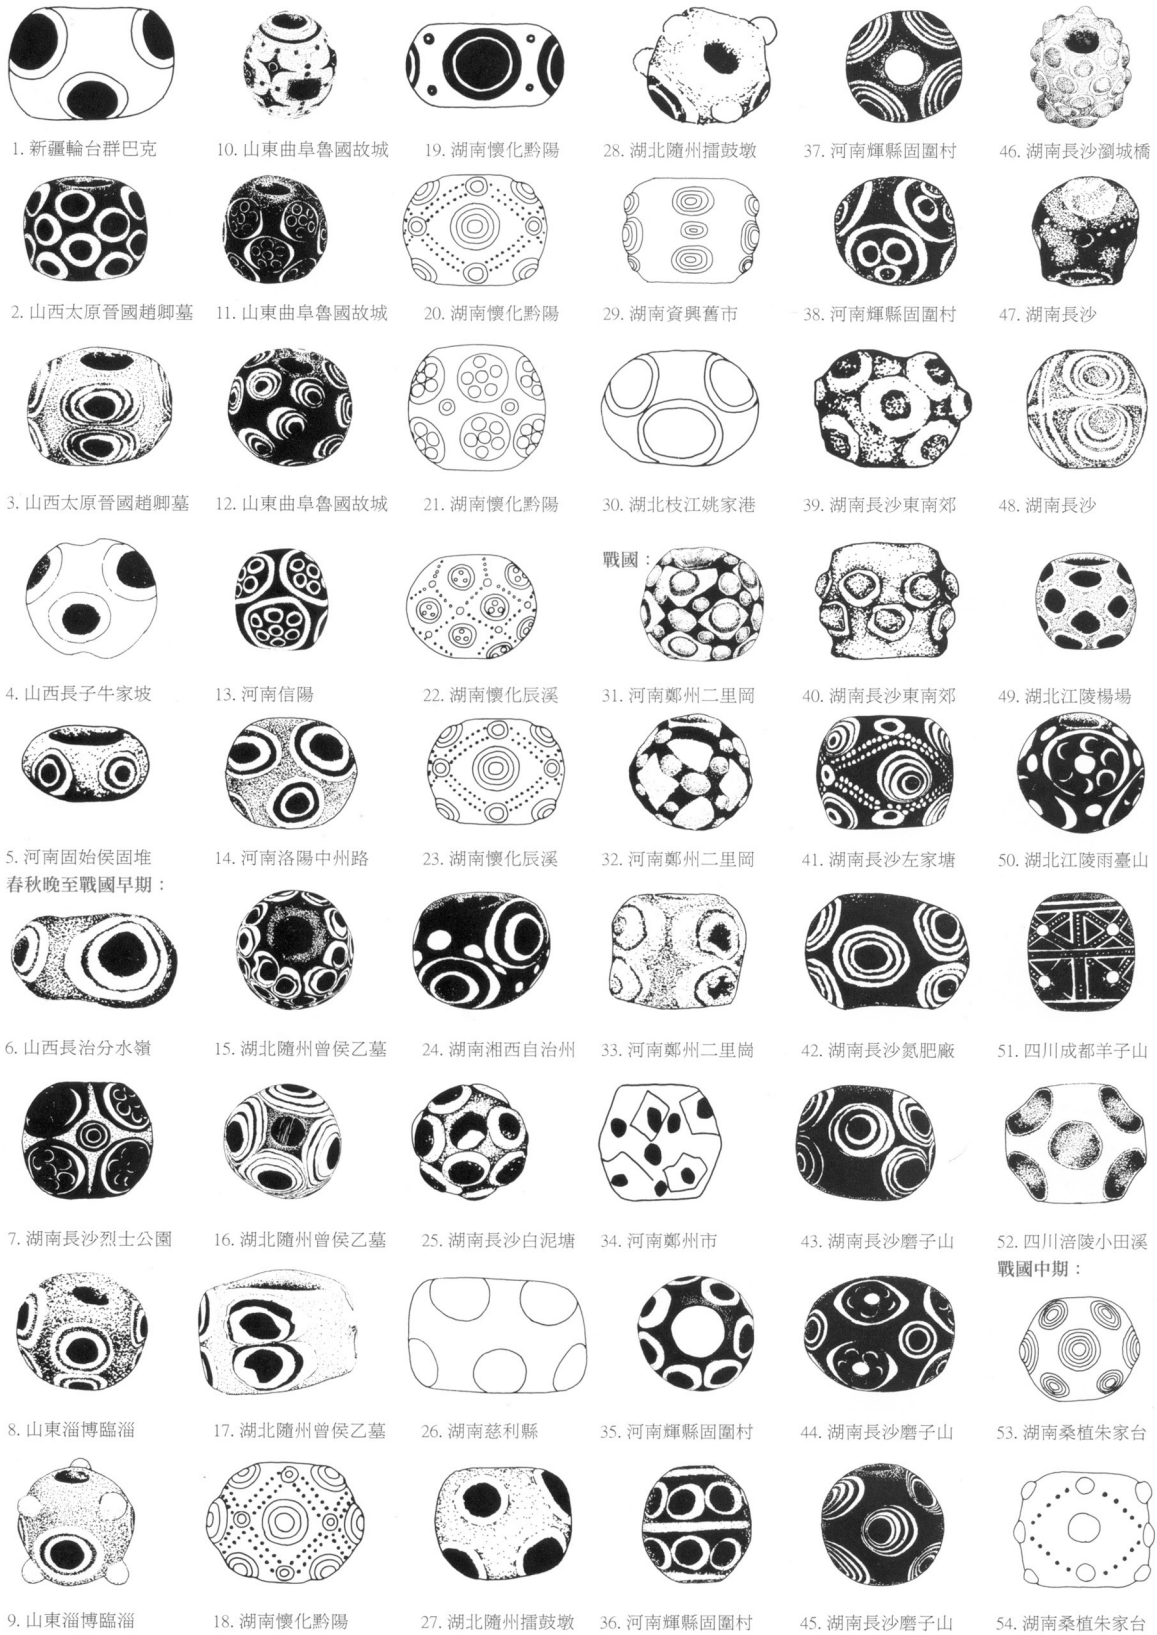 1. 新疆輪台群巴克
2. 山西太原晉國趙卿墓
3. 山西太原晉國趙卿墓
4. 山西長子牛家坡
5. 河南固始侯固堆
春秋晚至戰國早期：
6. 山西長治分水嶺
7. 湖南長沙烈士公園
8. 山東淄博臨淄
9. 山東淄博臨淄
10. 山東曲阜魯國故城
11. 山東曲阜魯國故城
12. 山東曲阜魯國故城
13. 河南信陽
14. 河南洛陽中州路
15. 湖北隨州曾侯乙墓
16. 湖北隨州曾侯乙墓
17. 湖北隨州曾侯乙墓
18. 湖南懷化黔陽
19. 湖南懷化黔陽
20. 湖南懷化黔陽
21. 湖南懷化黔陽
22. 湖南懷化辰溪
23. 湖南懷化辰溪
24. 湖南湘西自治州
25. 湖南長沙白泥塘
26. 湖南慈利縣
27. 湖北隨州擂鼓墩
28. 湖北隨州擂鼓墩
29. 湖南資興舊市
30. 湖北枝江姚家港
戰國：
31. 河南鄭州二里岡
32. 河南鄭州二里岡
33. 河南鄭州二里崗
34. 河南鄭州市
35. 河南輝縣固圍村
36. 河南輝縣固圍村
37. 河南輝縣固圍村
38. 河南輝縣固圍村
39. 湖南長沙東南郊
40. 湖南長沙東南郊
41. 湖南長沙左家塘
42. 湖南長沙氮肥廠
43. 湖南長沙磨子山
44. 湖南長沙磨子山
45. 湖南長沙磨子山
46. 湖南長沙瀏城橋
47. 湖南長沙
48. 湖南長沙
49. 湖北江陵楊場
50. 湖北江陵雨臺山
51. 四川成都羊子山
52. 四川涪陵小田溪
戰國中期：
53. 湖南桑植朱家台
54. 湖南桑植朱家台